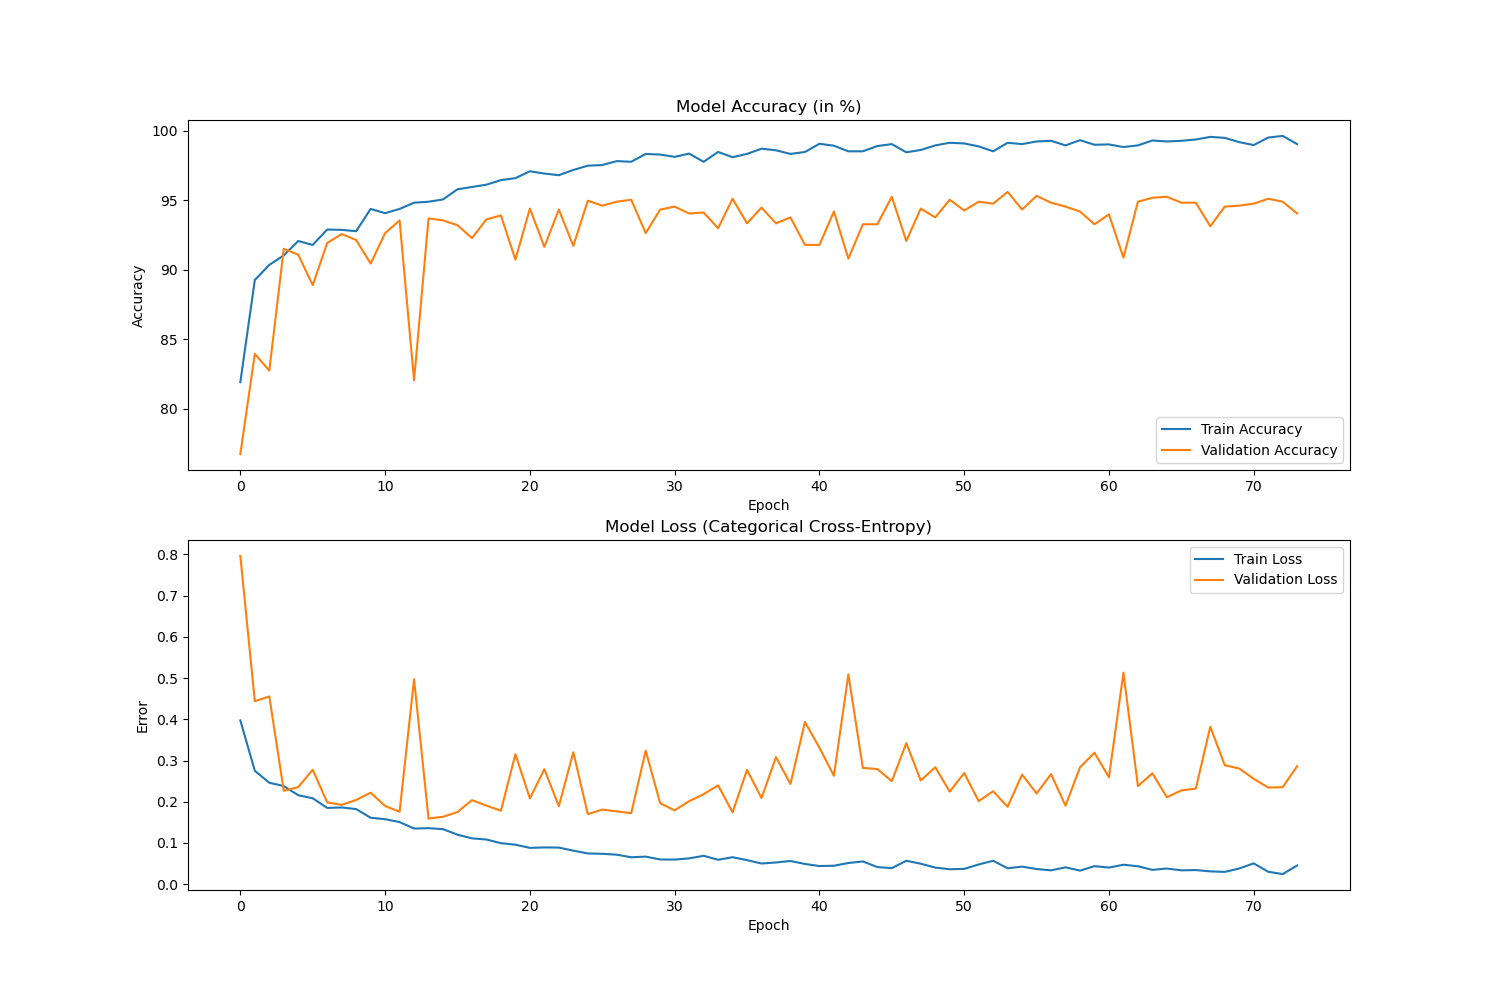 Model Accuracy (in %)
100
95
90
85
80
Accuracy
Train Accuracy
Validation Accuracy
0 10 20 30 40 50 60 70
Epoch
Model Loss (Categorical Cross-Entropy)
0.8
0.7
0.6
0.5
0.4
0.3
0.2
0.1
0.0
Error
Train Loss
Validation Loss
0 10 20 30 40 50 60 70
Epoch